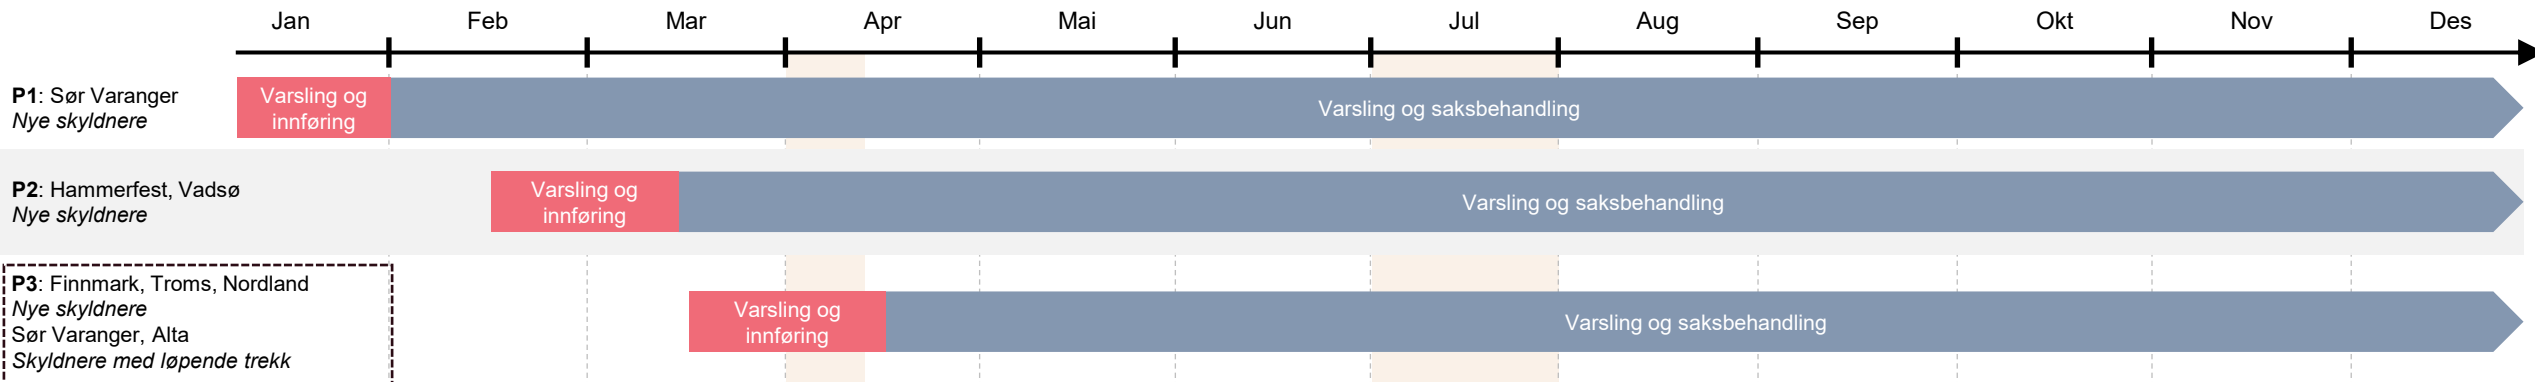 Jan Feb Mar Apr Mai Jun Jul Aug Sep Okt Nov Des
P1: Sør Varanger
Nye skyldnere
Varsling og
innføring
Varsling og saksbehandling
P2: Hammerfest, Vadsø
Nye skyldnere
Varsling og
innføring
Varsling og saksbehandling
P3: Finnmark, Troms, Nordland
Nye skyldnere
Sør Varanger, Alta
Skyldnere med løpende trekk
Varsling og
innføring
Varsling og saksbehandling